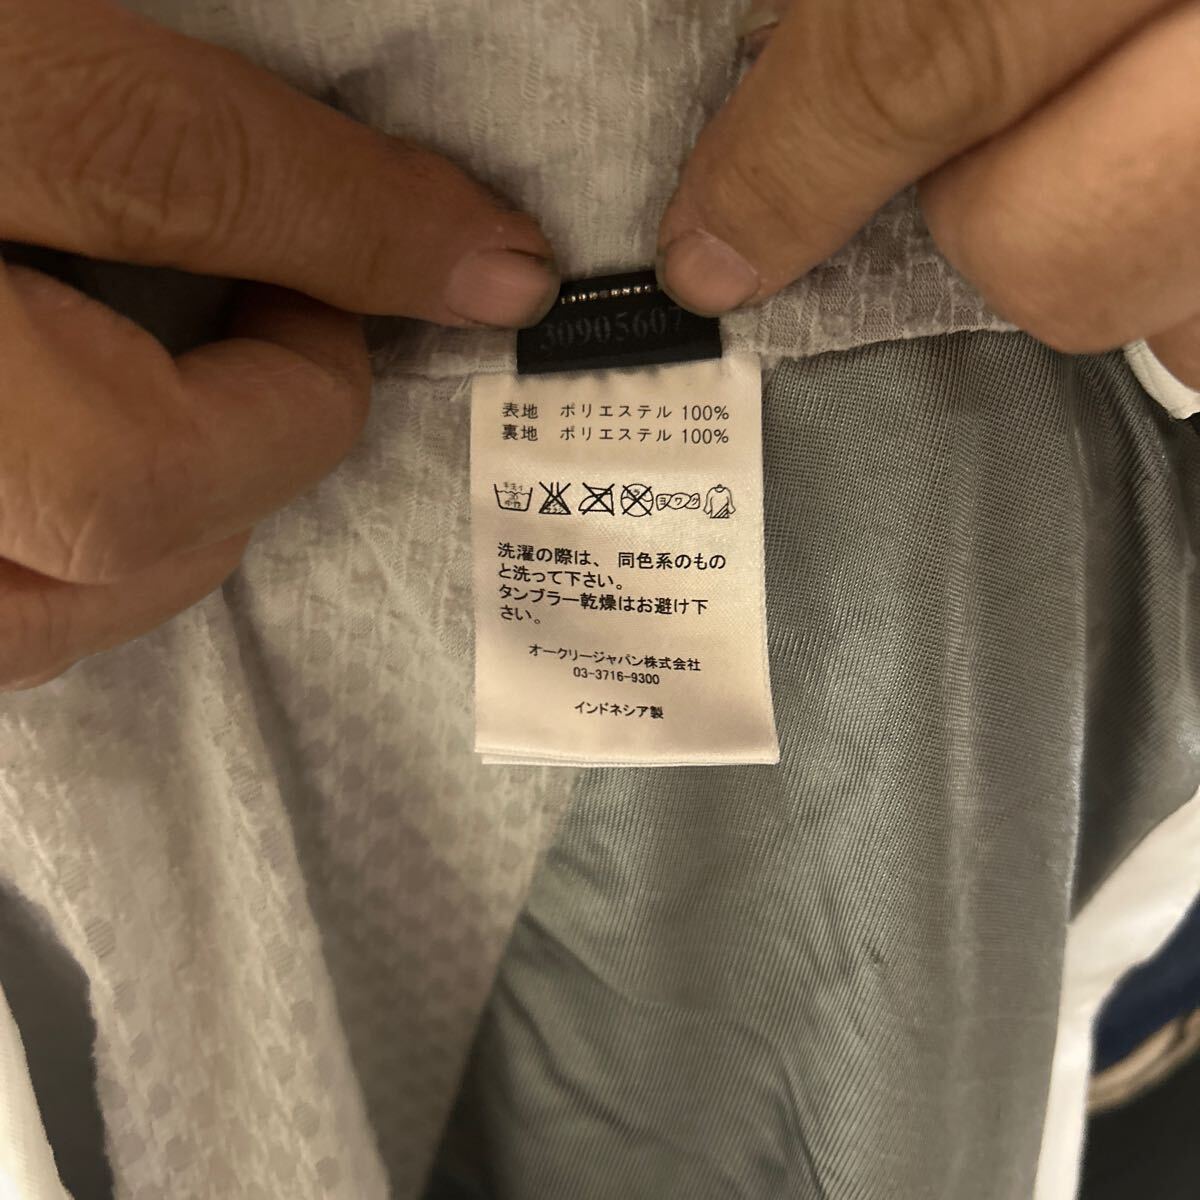 30905607
表地 ポリエステル 100%
裏地 ポリエステル 100%
ヨワク
洗濯の際は、同色系のもの
と洗って下さい。
タンブラー乾燥はお避け下
さい。
オークリージャパン株式会社
03-3716-9300
インドネシア製